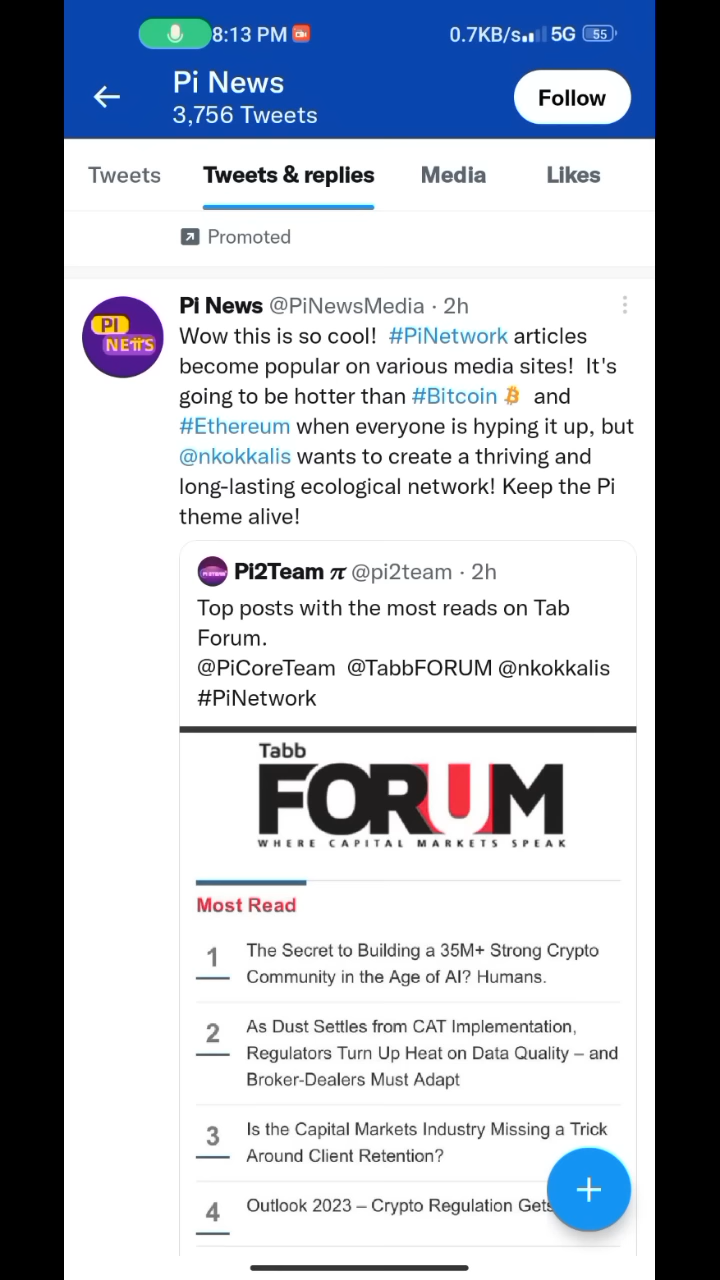 8:13 PM 0.7KB/s 5G 55
Pi News
3,756 Tweets
Follow
Tweets Tweets & replies Media Likes
Promoted
Pi News @PiNewsMedia · 2h
PI
NEWS
Wow this is so cool! #PiNetwork articles
become popular on various media sites! It's
going to be hotter than #Bitcoin and
#Ethereum when everyone is hyping it up, but
@nkokkalis wants to create a thriving and
long-lasting ecological network! Keep the Pi
theme alive!
Pi2Team π @pi2team · 2h
Top posts with the most reads on Tab
Forum.
@PiCoreTeam @TabbFORUM @nkokkalis
#PiNetwork
Tabb
FORUM
WHERE CAPITAL MARKETS SPEAK
Most Read
1 The Secret to Building a 35M+ Strong Crypto
Community in the Age of AI? Humans.
2 As Dust Settles from CAT Implementation,
Regulators Turn Up Heat on Data Quality – and
Broker-Dealers Must Adapt
3 Is the Capital Markets Industry Missing a Trick
Around Client Retention?
4 Outlook 2023 – Crypto Regulation Gets